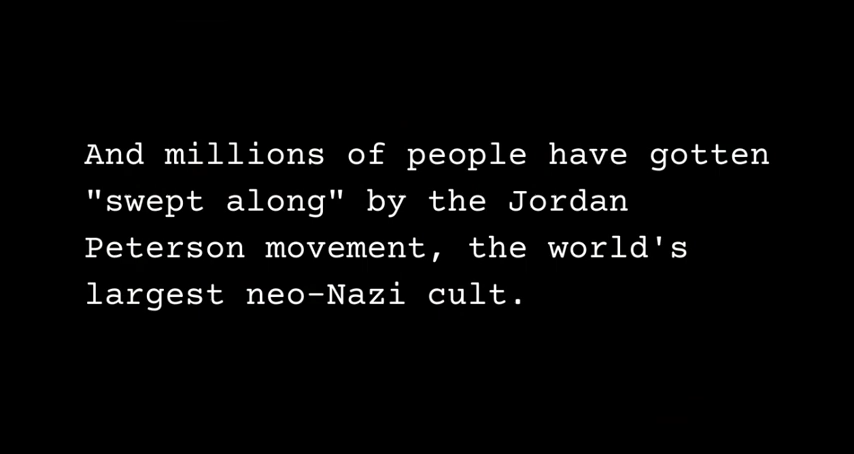 And millions of people have gotten
"swept along" by the Jordan
Peterson movement, the world's
largest neo-Nazi cult.